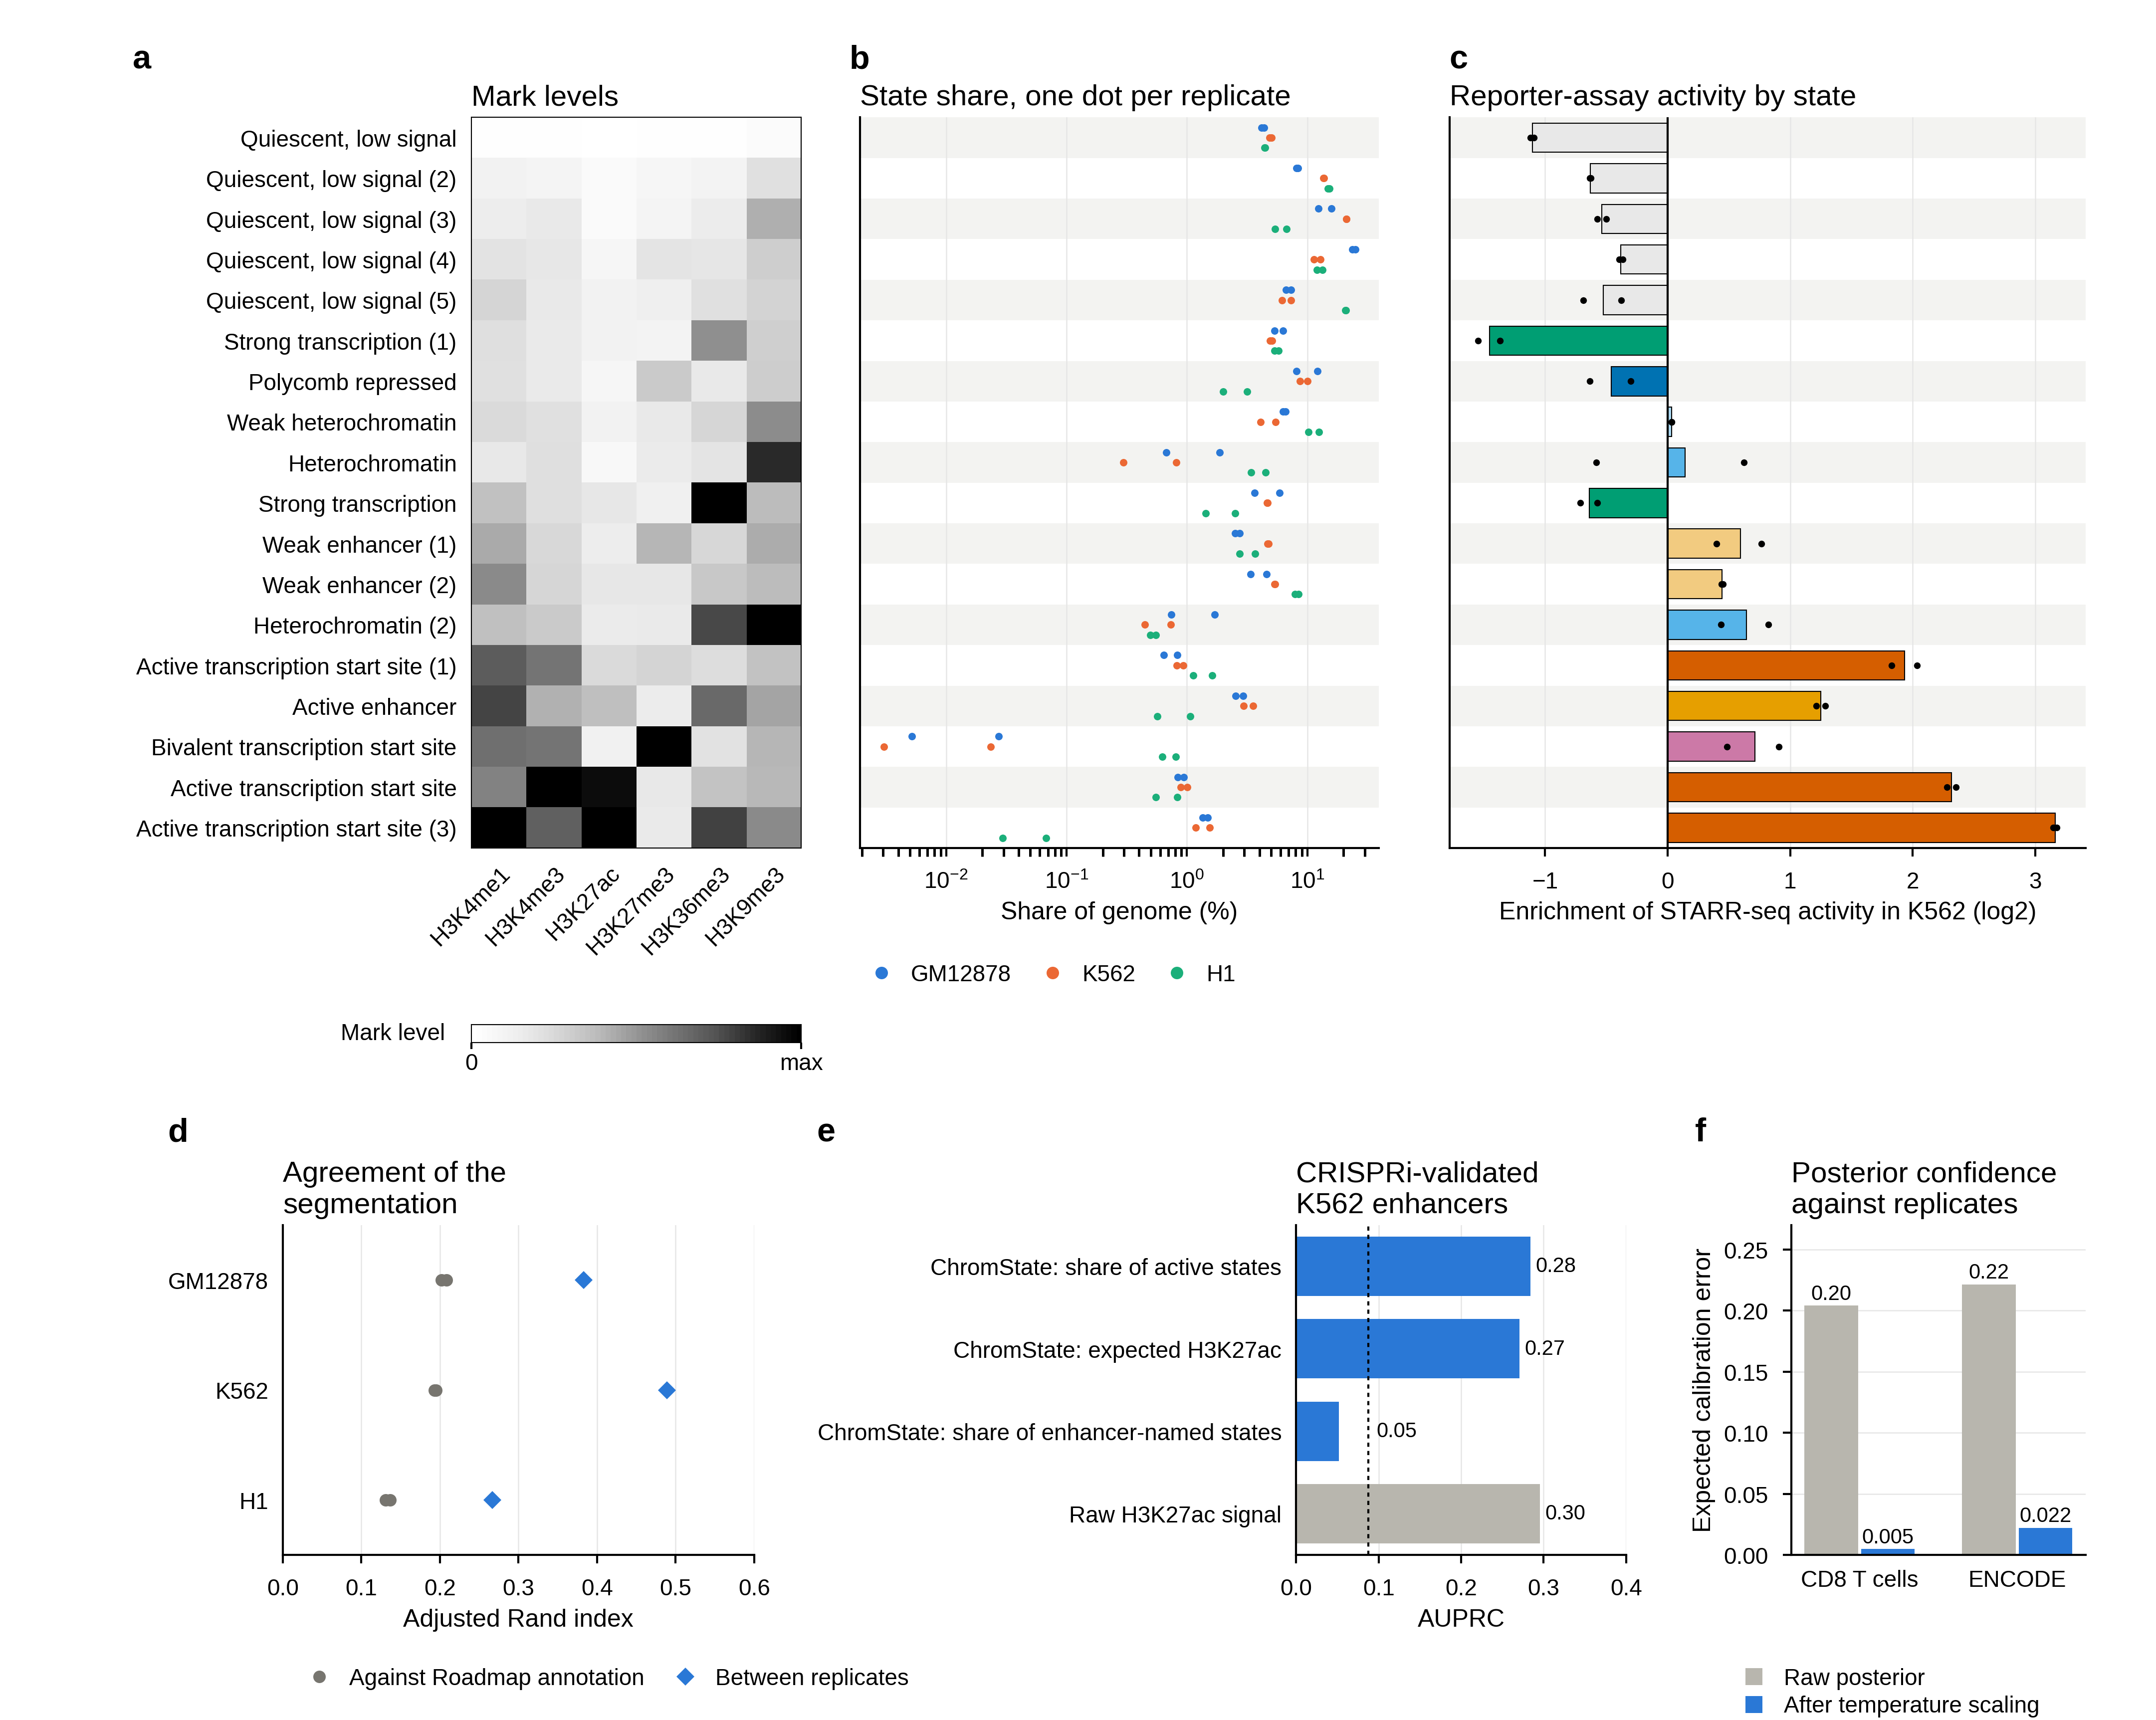 a
Mark levels
Quiescent, low signal
Quiescent, low signal (2)
Quiescent, low signal (3)
Quiescent, low signal (4)
Quiescent, low signal (5)
Strong transcription (1)
Polycomb repressed
Weak heterochromatin
Heterochromatin
Strong transcription
Weak enhancer (1)
Weak enhancer (2)
Heterochromatin (2)
Active transcription start site (1)
Active enhancer
Bivalent transcription start site
Active transcription start site
Active transcription start site (3)
H3K4me1
H3K4me3
H3K27ac
H3K27me3
H3K36me3
H3K9me3
Mark level
0 max
b
State share, one dot per replicate
10⁻² 10⁻¹ 10⁰ 10¹
Share of genome (%)
GM12878 K562 H1
c
Reporter-assay activity by state
−1 0 1 2 3
Enrichment of STARR-seq activity in K562 (log2)
d
Agreement of the
segmentation
GM12878
K562
H1
0.0 0.1 0.2 0.3 0.4 0.5 0.6
Adjusted Rand index
Against Roadmap annotation Between replicates
e
CRISPRi-validated
K562 enhancers
ChromState: share of active states 0.28
ChromState: expected H3K27ac 0.27
ChromState: share of enhancer-named states 0.05
Raw H3K27ac signal 0.30
0.0 0.1 0.2 0.3 0.4
AUPRC
f
Posterior confidence
against replicates
Expected calibration error
0.25
0.20
0.15
0.10
0.05
0.00
0.20
0.005
0.22
0.022
CD8 T cells ENCODE
Raw posterior
After temperature scaling